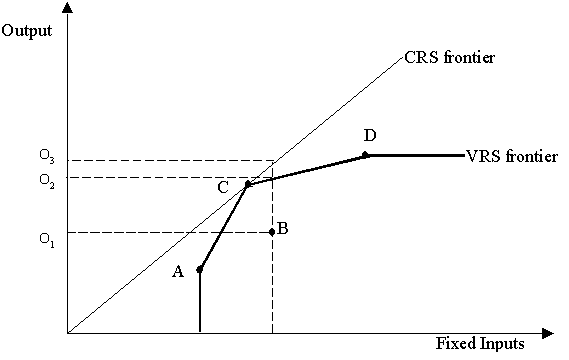 Output
CRS frontier
D
O3
VRS frontier
O2
C
B
O1
A
Fixed Inputs